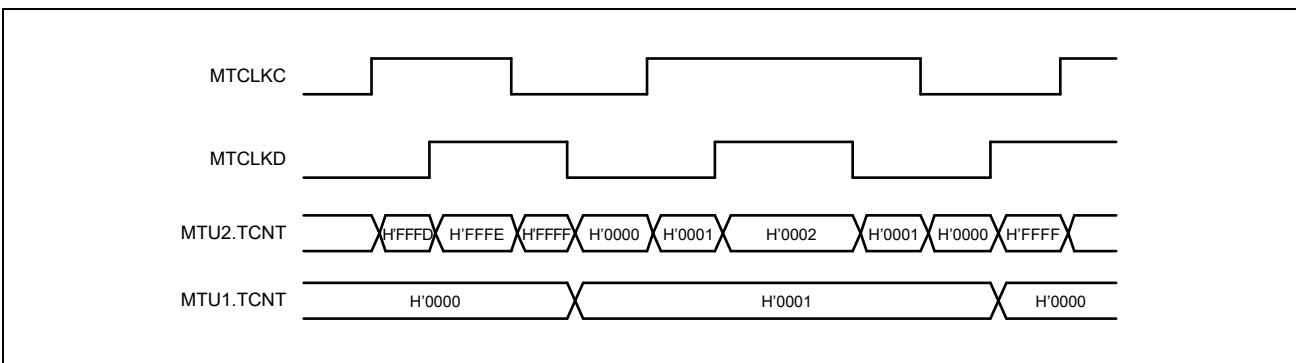 MTCLKC
MTCLKD
MTU2.TCNT H'FFFD H'FFFE H'FFFF H'0000 H'0001 H'0002 H'0001 H'0000 H'FFFF
MTU1.TCNT H'0000 H'0001 H'0000